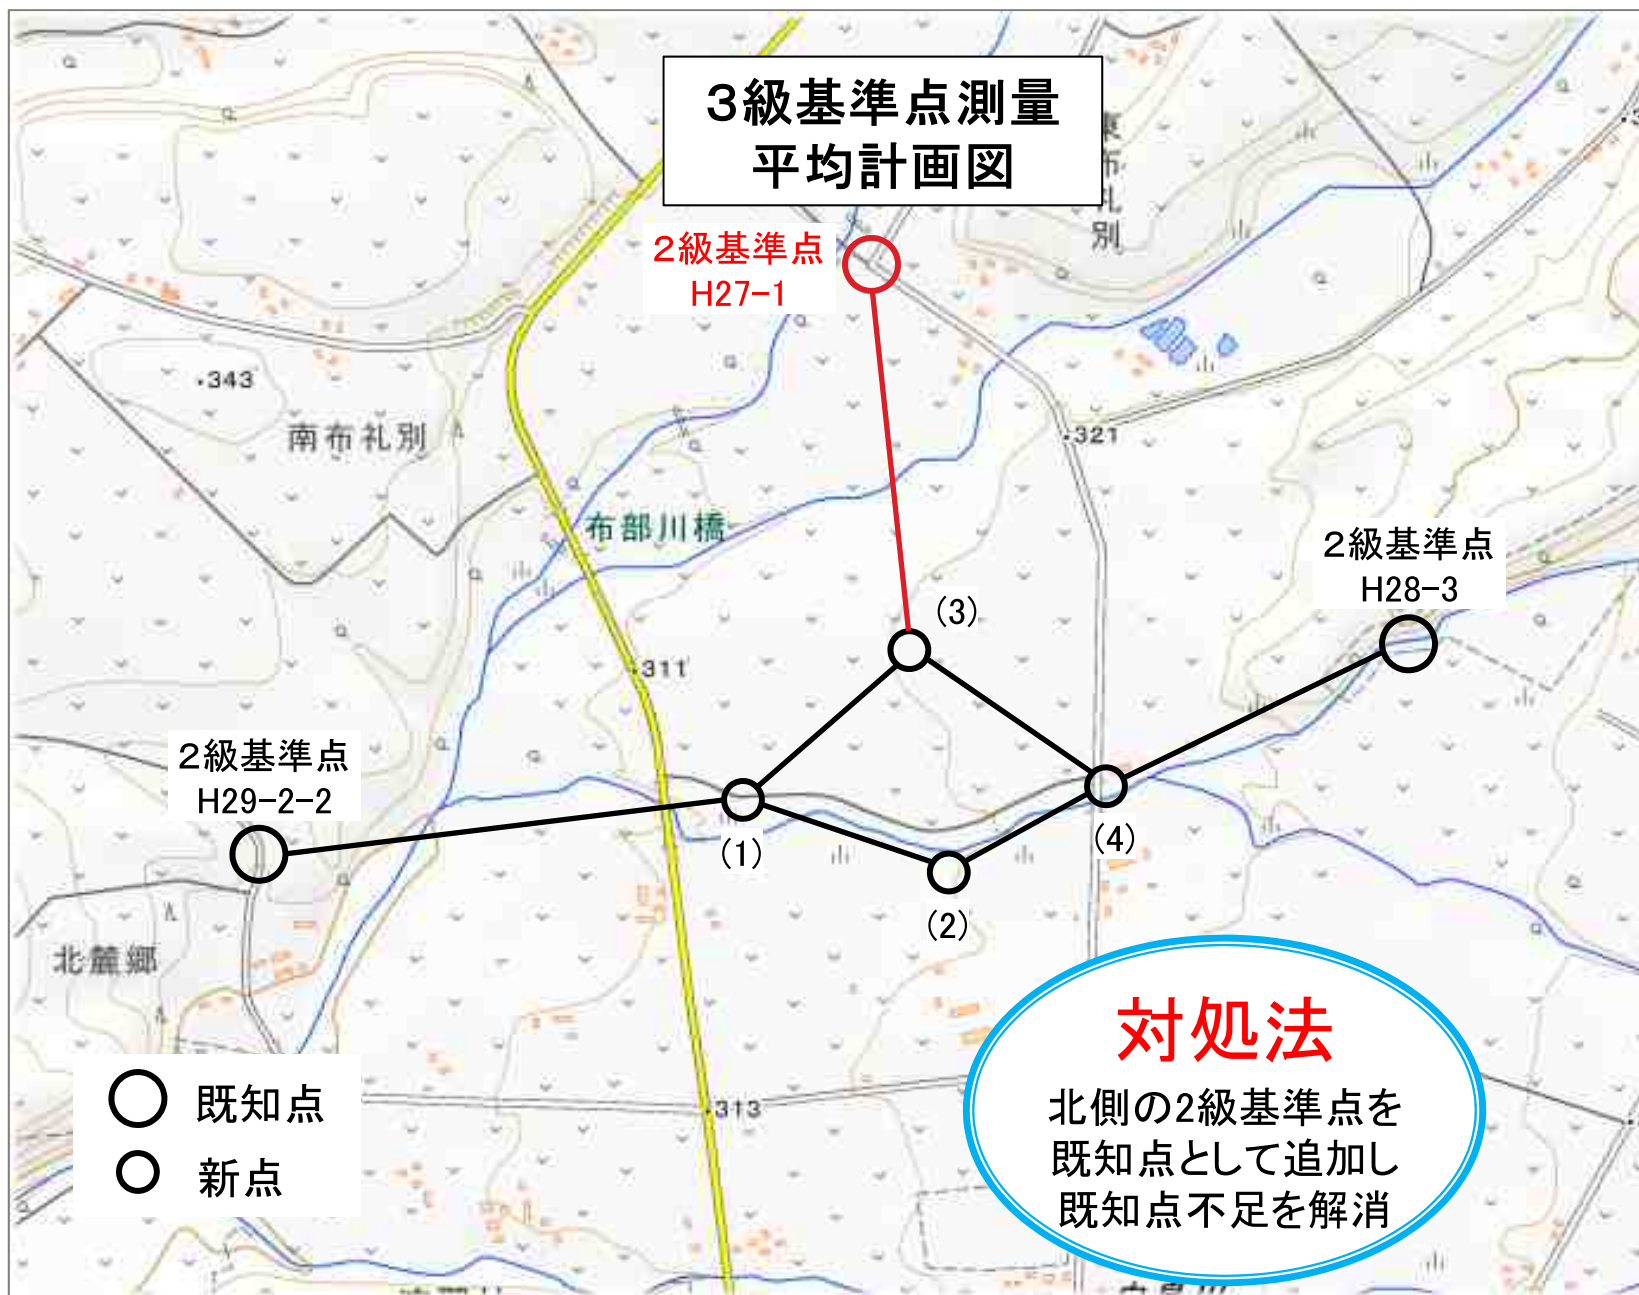 3級基準点測量
平均計画図
東布礼別
2級基準点
H27-1
・343
南布礼別
・321
布部川橋
2級基準点
H28-3
(3)
・311
2級基準点
H29-2-2
(1)
(4)
(2)
北麓郷
対処法
北側の2級基準点を
既知点として追加し
既知点不足を解消
既知点
新点
・313